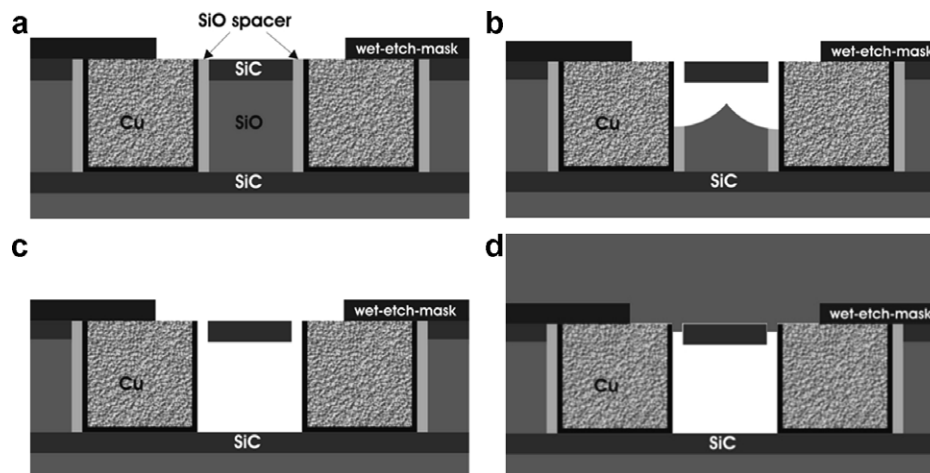 a
SiO spacer
wet-etch-mask
SiC
Cu
SiO
SiC
b
wet-etch-mask
Cu
SiC
c
wet-etch-mask
Cu
SiC
d
wet-etch-mask
Cu
SiC